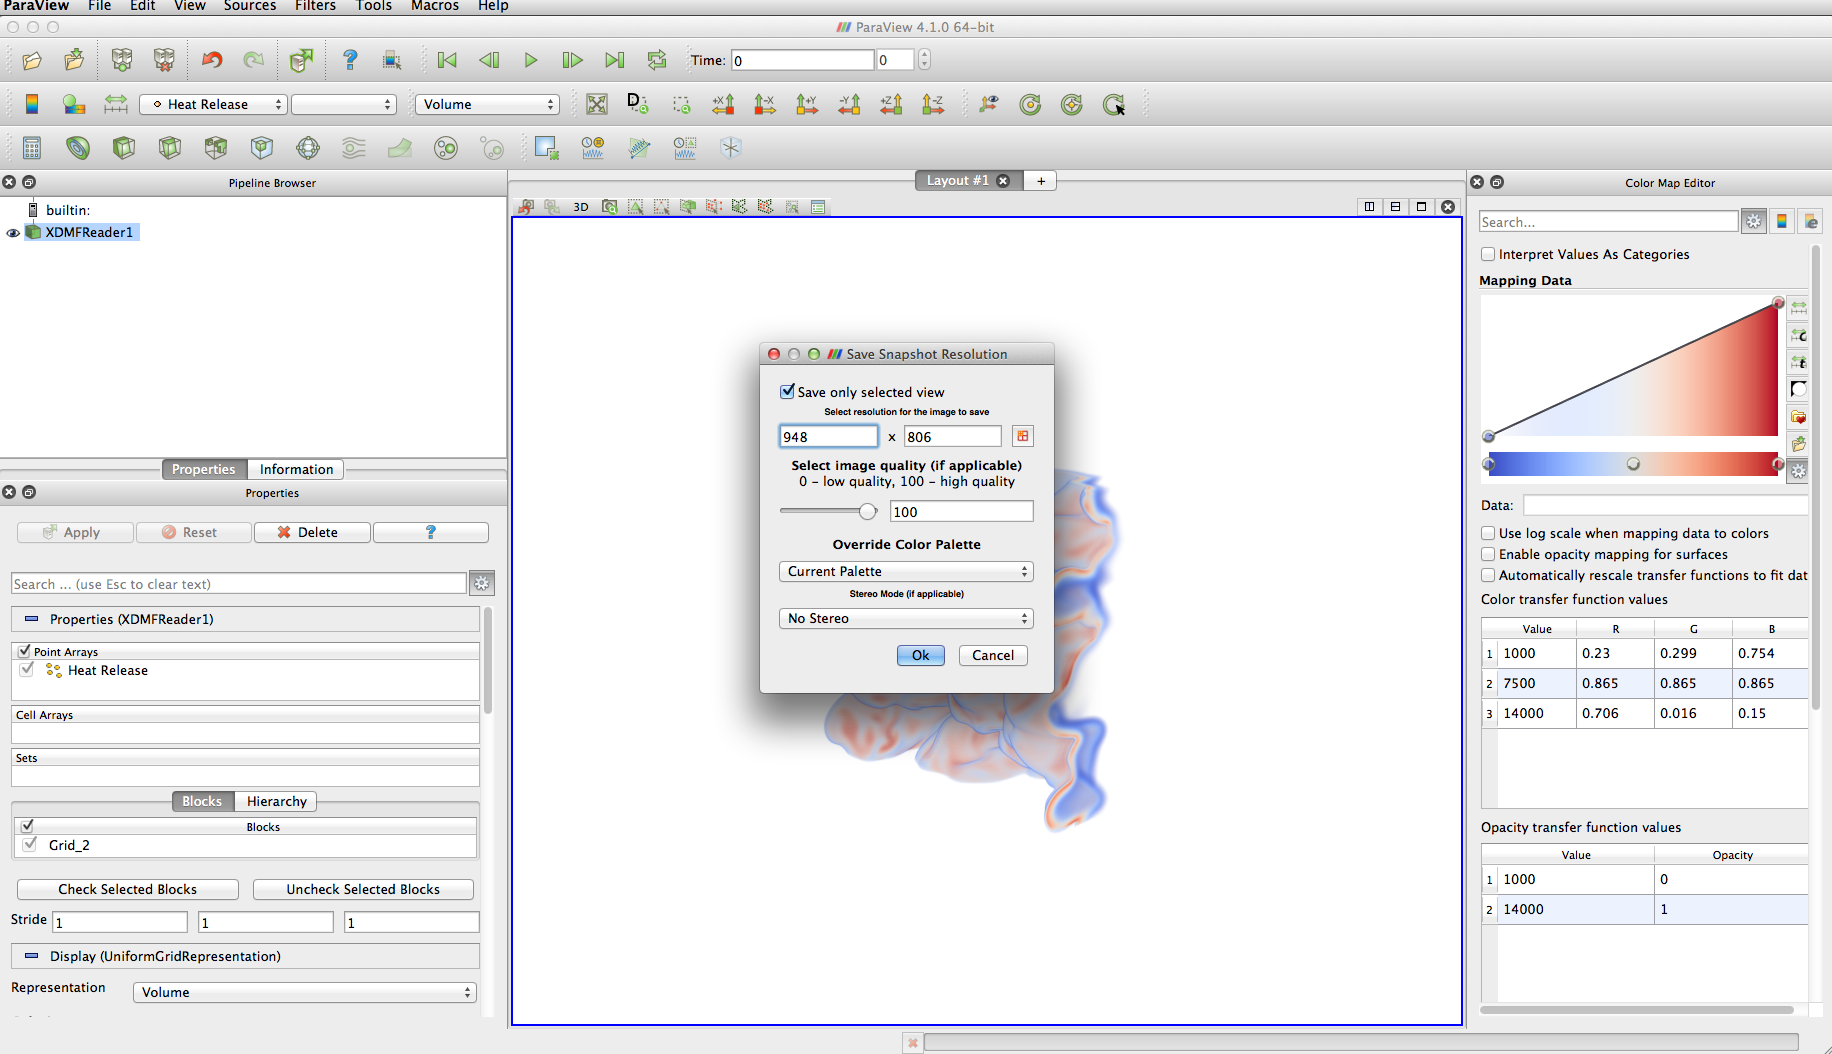 ParaView File Edit View Sources Filters Tools Macros Help
ParaView 4.1.0 64-bit
Time: 0 0
Heat Release Volume
D +X -X +Y -Y +Z -Z
Pipeline Browser
builtin:
XDMFReader1
Properties Information
Properties
Apply Reset Delete ?
Search ... (use Esc to clear text)
Properties (XDMFReader1)
Point Arrays
Heat Release
Cell Arrays
Sets
Blocks Hierarchy
Blocks
Grid_2
Check Selected Blocks Uncheck Selected Blocks
Stride 1 1 1
Display (UniformGridRepresentation)
Representation Volume
Layout #1 +
3D
Save Snapshot Resolution
Save only selected view
Select resolution for the image to save
948 x 806
Select image quality (if applicable)
0 - low quality, 100 - high quality
100
Override Color Palette
Current Palette
Stereo Mode (if applicable)
No Stereo
Ok Cancel
Color Map Editor
Search...
Interpret Values As Categories
Mapping Data
Data:
Use log scale when mapping data to colors
Enable opacity mapping for surfaces
Automatically rescale transfer functions to fit dat
Color transfer function values
Value R G B
1 1000 0.23 0.299 0.754
2 7500 0.865 0.865 0.865
3 14000 0.706 0.016 0.15
Opacity transfer function values
Value Opacity
1 1000 0
2 14000 1